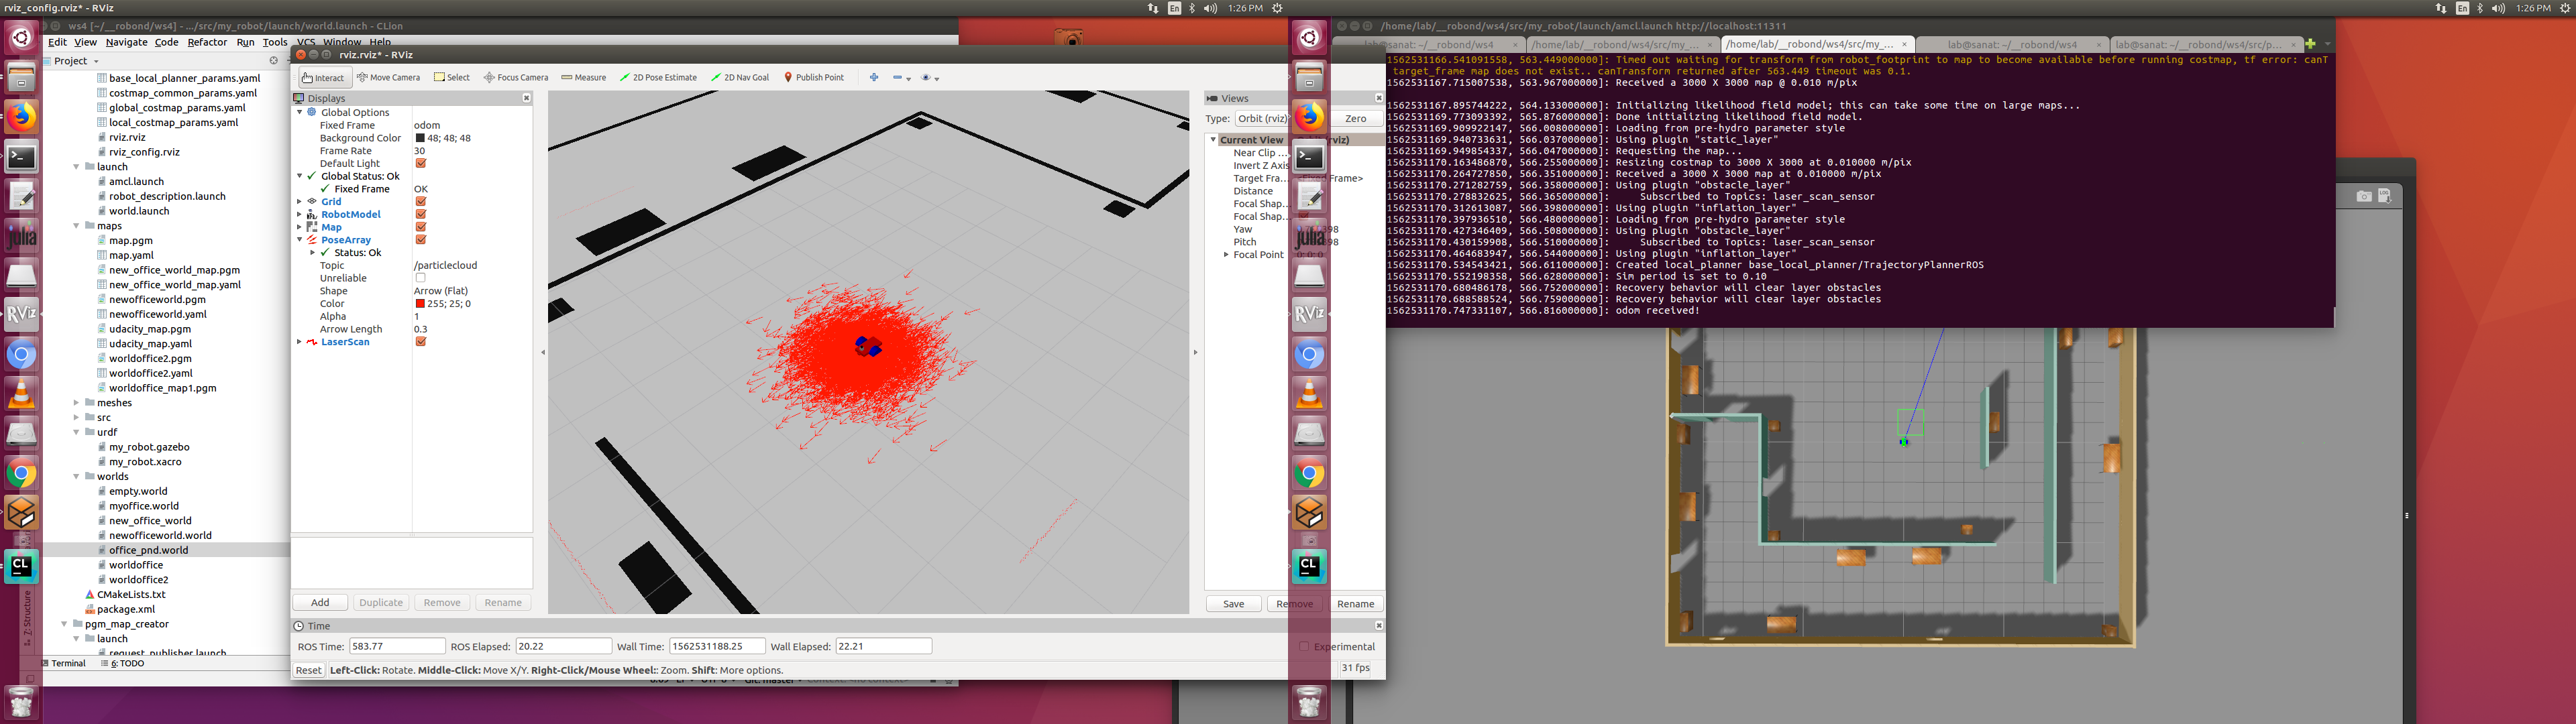 rviz_config.rviz* - RViz
En
1:26 PM
En
1:26 PM
ws4 [~/__robond/ws4] - .../src/my_robot/launch/world.launch - CLion
Edit View Navigate Code Refactor Run Tools VCS Window Help
Project
base_local_planner_params.yaml
costmap_common_params.yaml
global_costmap_params.yaml
local_costmap_params.yaml
rviz.rviz
rviz_config.rviz
launch
amcl.launch
robot_description.launch
world.launch
maps
map.pgm
map.yaml
new_office_world_map.pgm
new_office_world_map.yaml
newofficeworld.pgm
newofficeworld.yaml
udacity_map.pgm
udacity_map.yaml
worldoffice2.pgm
worldoffice2.yaml
worldoffice_map1.pgm
meshes
src
urdf
my_robot.gazebo
my_robot.xacro
worlds
empty.world
myoffice.world
new_office_world
newofficeworld.world
office_pnd.world
worldoffice
worldoffice2
CMakeLists.txt
package.xml
pgm_map_creator
launch
request_publisher.launch
Z: Structure
Terminal
6: TODO
rviz.rviz* - RViz
Interact Move Camera Select Focus Camera Measure 2D Pose Estimate 2D Nav Goal Publish Point
Displays
Global Options
Fixed Frame odom
Background Color 48; 48; 48
Frame Rate 30
Default Light
Global Status: Ok
Fixed Frame OK
Grid
RobotModel
Map
PoseArray
Status: Ok
Topic /particlecloud
Unreliable
Shape Arrow (Flat)
Color 255; 25; 0
Alpha 1
Arrow Length 0.3
LaserScan
Add Duplicate Remove Rename
Views
Type: Orbit (rviz) Zero
Current View
Near Clip ...
Invert Z Axis
Target Fra...
Distance
Focal Shap...
Focal Shap...
Yaw
Pitch
Focal Point
Save Remove Rename
Time
ROS Time: 583.77 ROS Elapsed: 20.22 Wall Time: 1562531188.25 Wall Elapsed: 22.21 Experimental
Reset Left-Click: Rotate. Middle-Click: Move X/Y. Right-Click/Mouse Wheel:: Zoom. Shift: More options. 31 fps
julia
RViz
CL
julia
RViz
CL
/home/lab/__robond/ws4/src/my_robot/launch/amcl.launch http://localhost:11311
lab@sanat: ~/__robond/ws4 /home/lab/__robond/ws4/src/my_... /home/lab/__robond/ws4/src/my_... lab@sanat: ~/__robond/ws4 lab@sanat: ~/__robond/ws4/src/p...
1562531166.541091558, 563.449000000]: Timed out waiting for transform from robot_footprint to map to become available before running costmap, tf error: canT
target_frame map does not exist.. canTransform returned after 563.449 timeout was 0.1.
1562531167.715007538, 563.967000000]: Received a 3000 X 3000 map @ 0.010 m/pix
1562531167.895744222, 564.133000000]: Initializing likelihood field model; this can take some time on large maps...
1562531169.773093392, 565.876000000]: Done initializing likelihood field model.
1562531169.909922147, 566.008000000]: Loading from pre-hydro parameter style
1562531169.940733631, 566.037000000]: Using plugin "static_layer"
1562531169.949854337, 566.047000000]: Requesting the map...
1562531170.163486870, 566.255000000]: Resizing costmap to 3000 X 3000 at 0.010000 m/pix
1562531170.264727850, 566.351000000]: Received a 3000 X 3000 map at 0.010000 m/pix
1562531170.271282759, 566.358000000]: Using plugin "obstacle_layer"
1562531170.278832625, 566.365000000]: Subscribed to Topics: laser_scan_sensor
1562531170.312613087, 566.398000000]: Using plugin "inflation_layer"
1562531170.397936510, 566.480000000]: Loading from pre-hydro parameter style
1562531170.427346409, 566.508000000]: Using plugin "obstacle_layer"
1562531170.430159908, 566.510000000]: Subscribed to Topics: laser_scan_sensor
1562531170.464683697, 566.544000000]: Using plugin "inflation_layer"
1562531170.534543421, 566.611000000]: Created local_planner base_local_planner/TrajectoryPlannerROS
1562531170.552198358, 566.628000000]: Sim period is set to 0.10
1562531170.680486178, 566.752000000]: Recovery behavior will clear layer obstacles
1562531170.688588524, 566.759000000]: Recovery behavior will clear layer obstacles
1562531170.747331107, 566.816000000]: odom received!
LOG